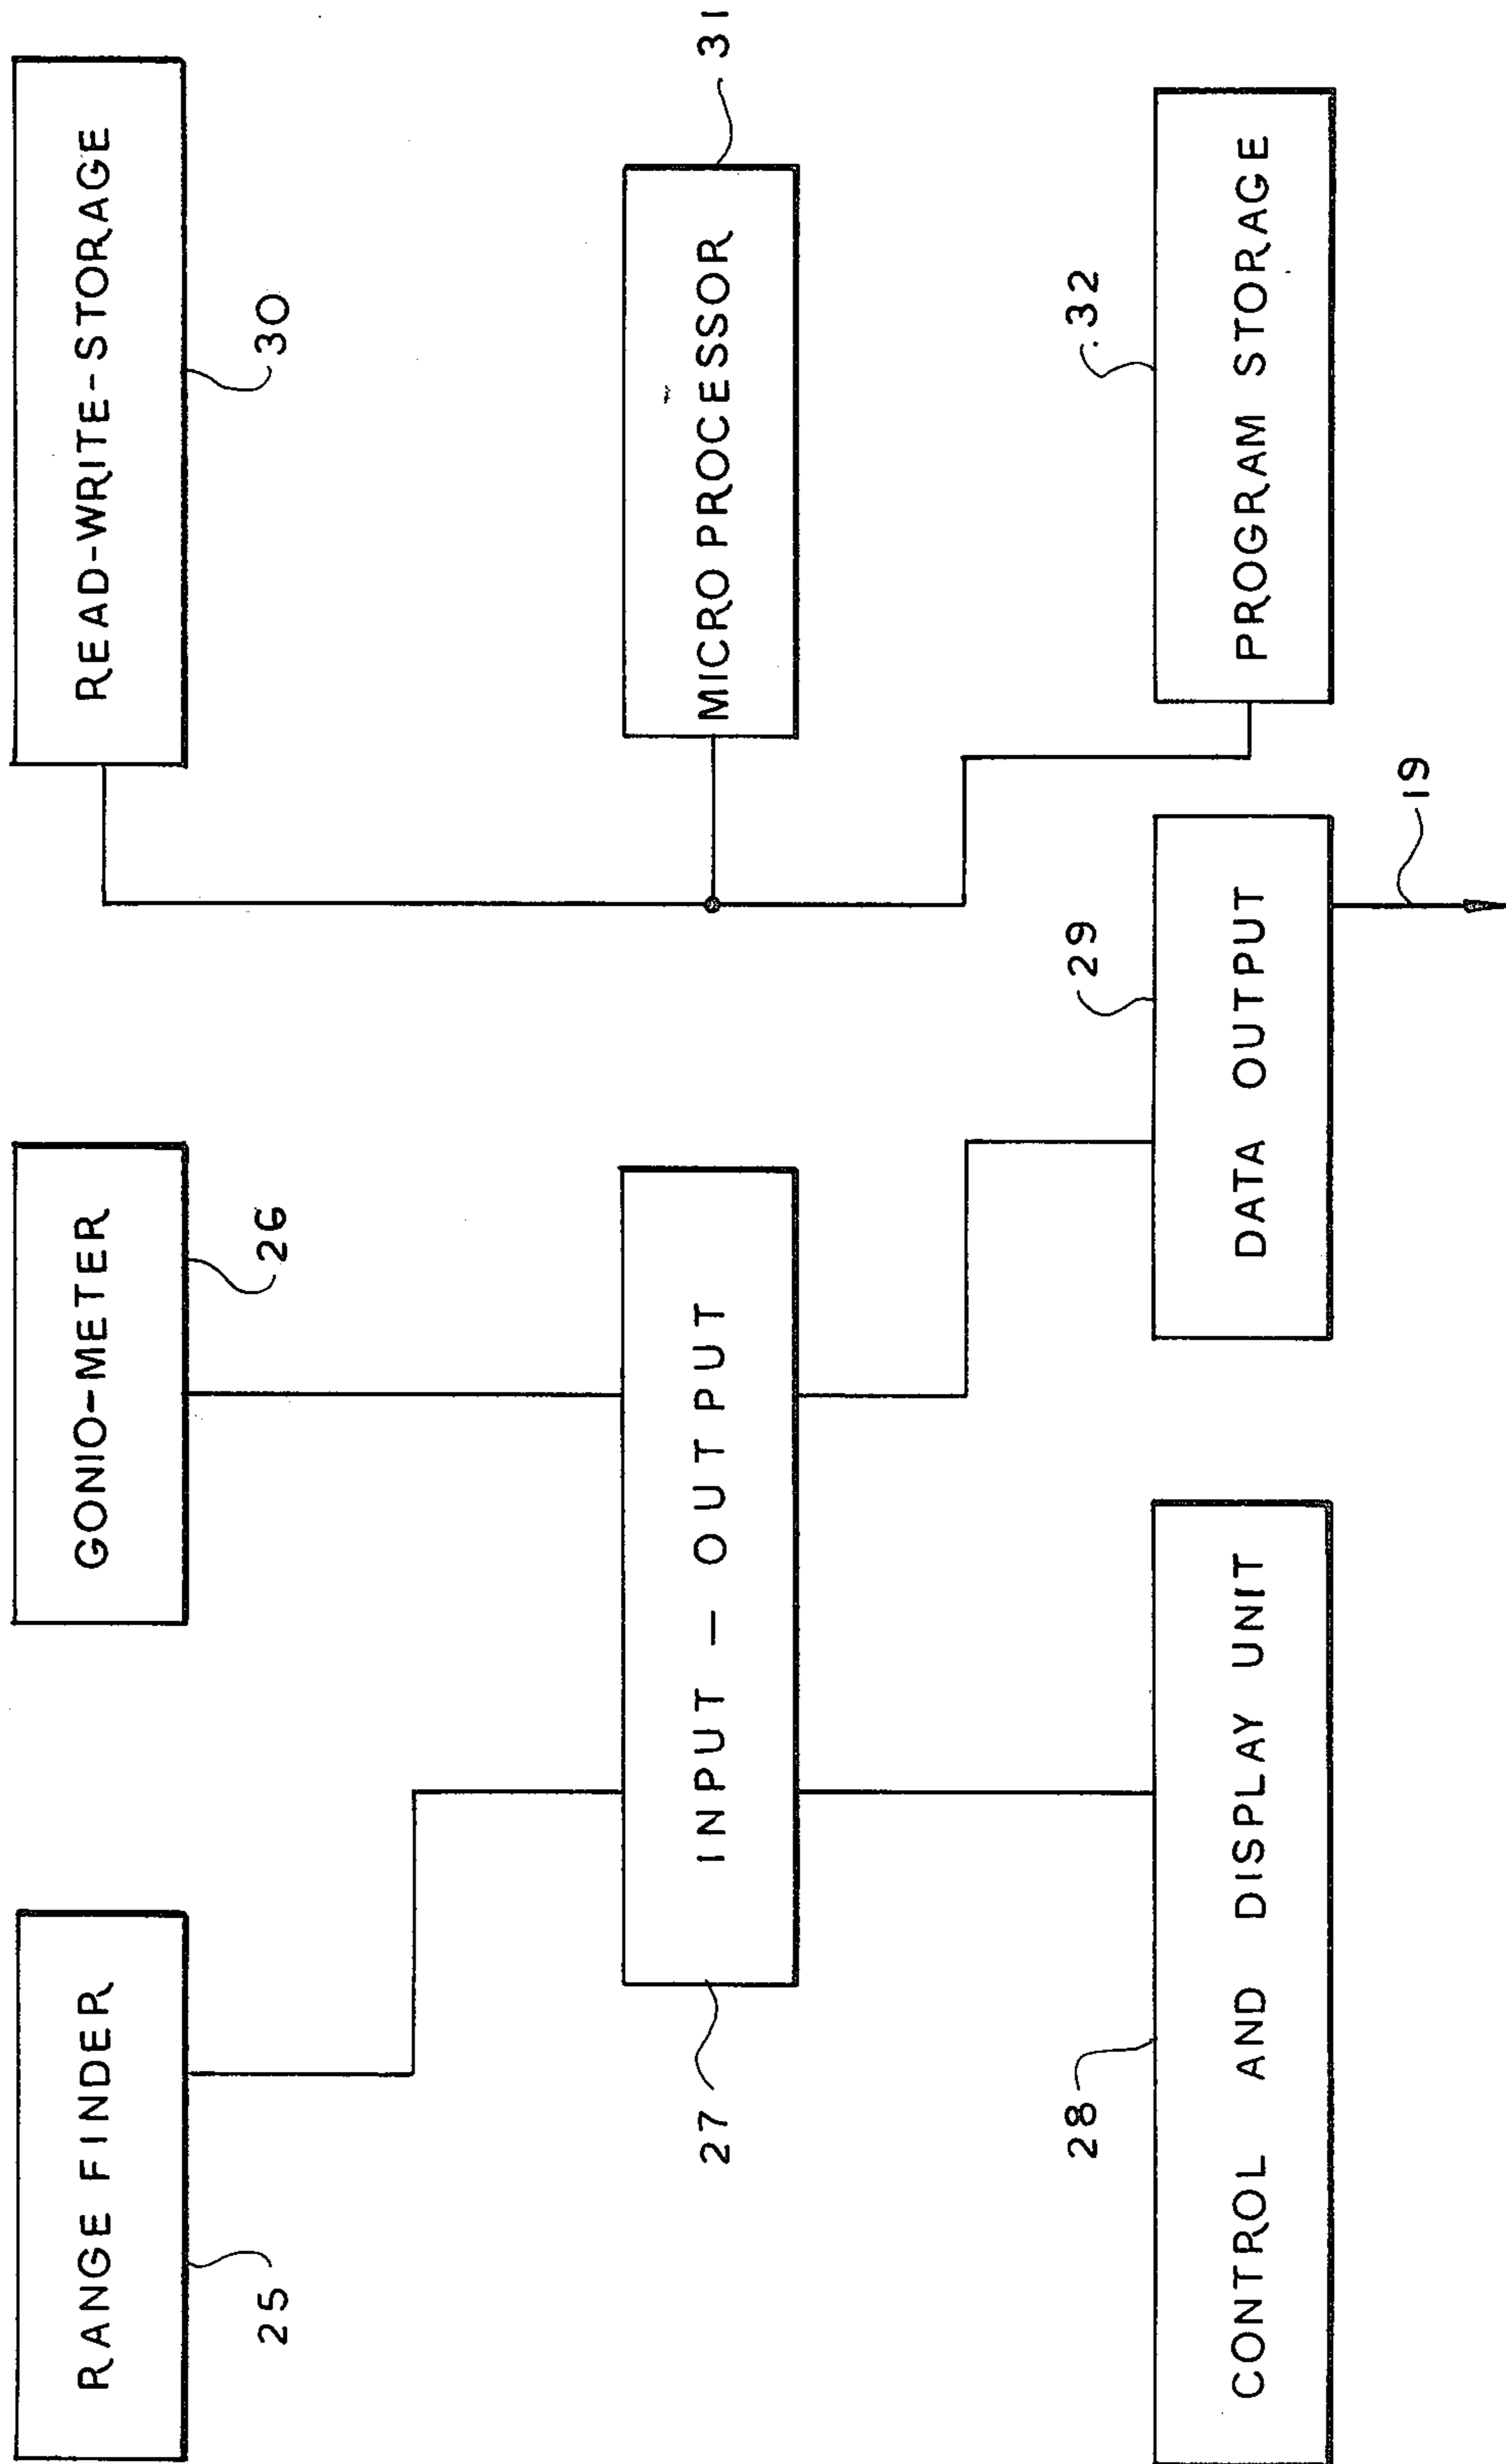 RANGE FINDER
25
GONIO-METER
26
READ-WRITE-STORAGE
30
INPUT — OUTPUT
27
MICRO PROCESSOR
31
CONTROL AND DISPLAY UNIT
28
DATA OUTPUT
29
PROGRAM STORAGE
32
19